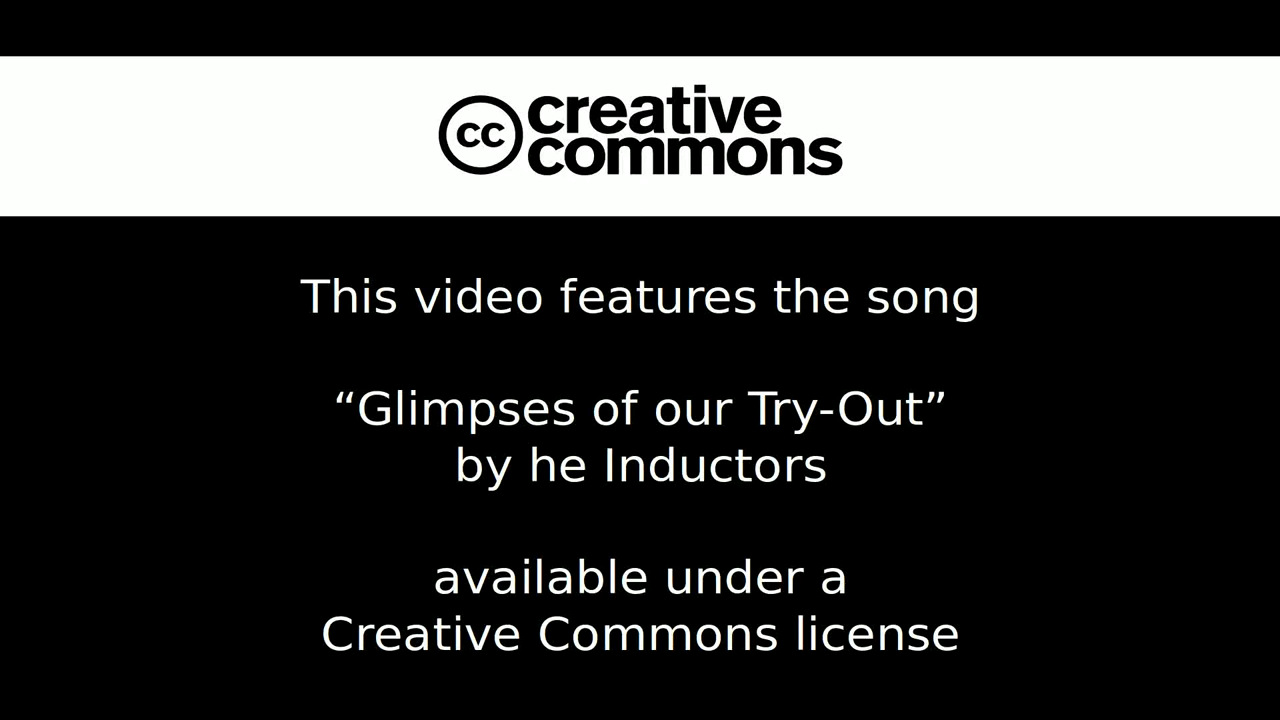 cc creative
commons
This video features the song
“Glimpses of our Try-Out”
by he Inductors
available under a
Creative Commons license